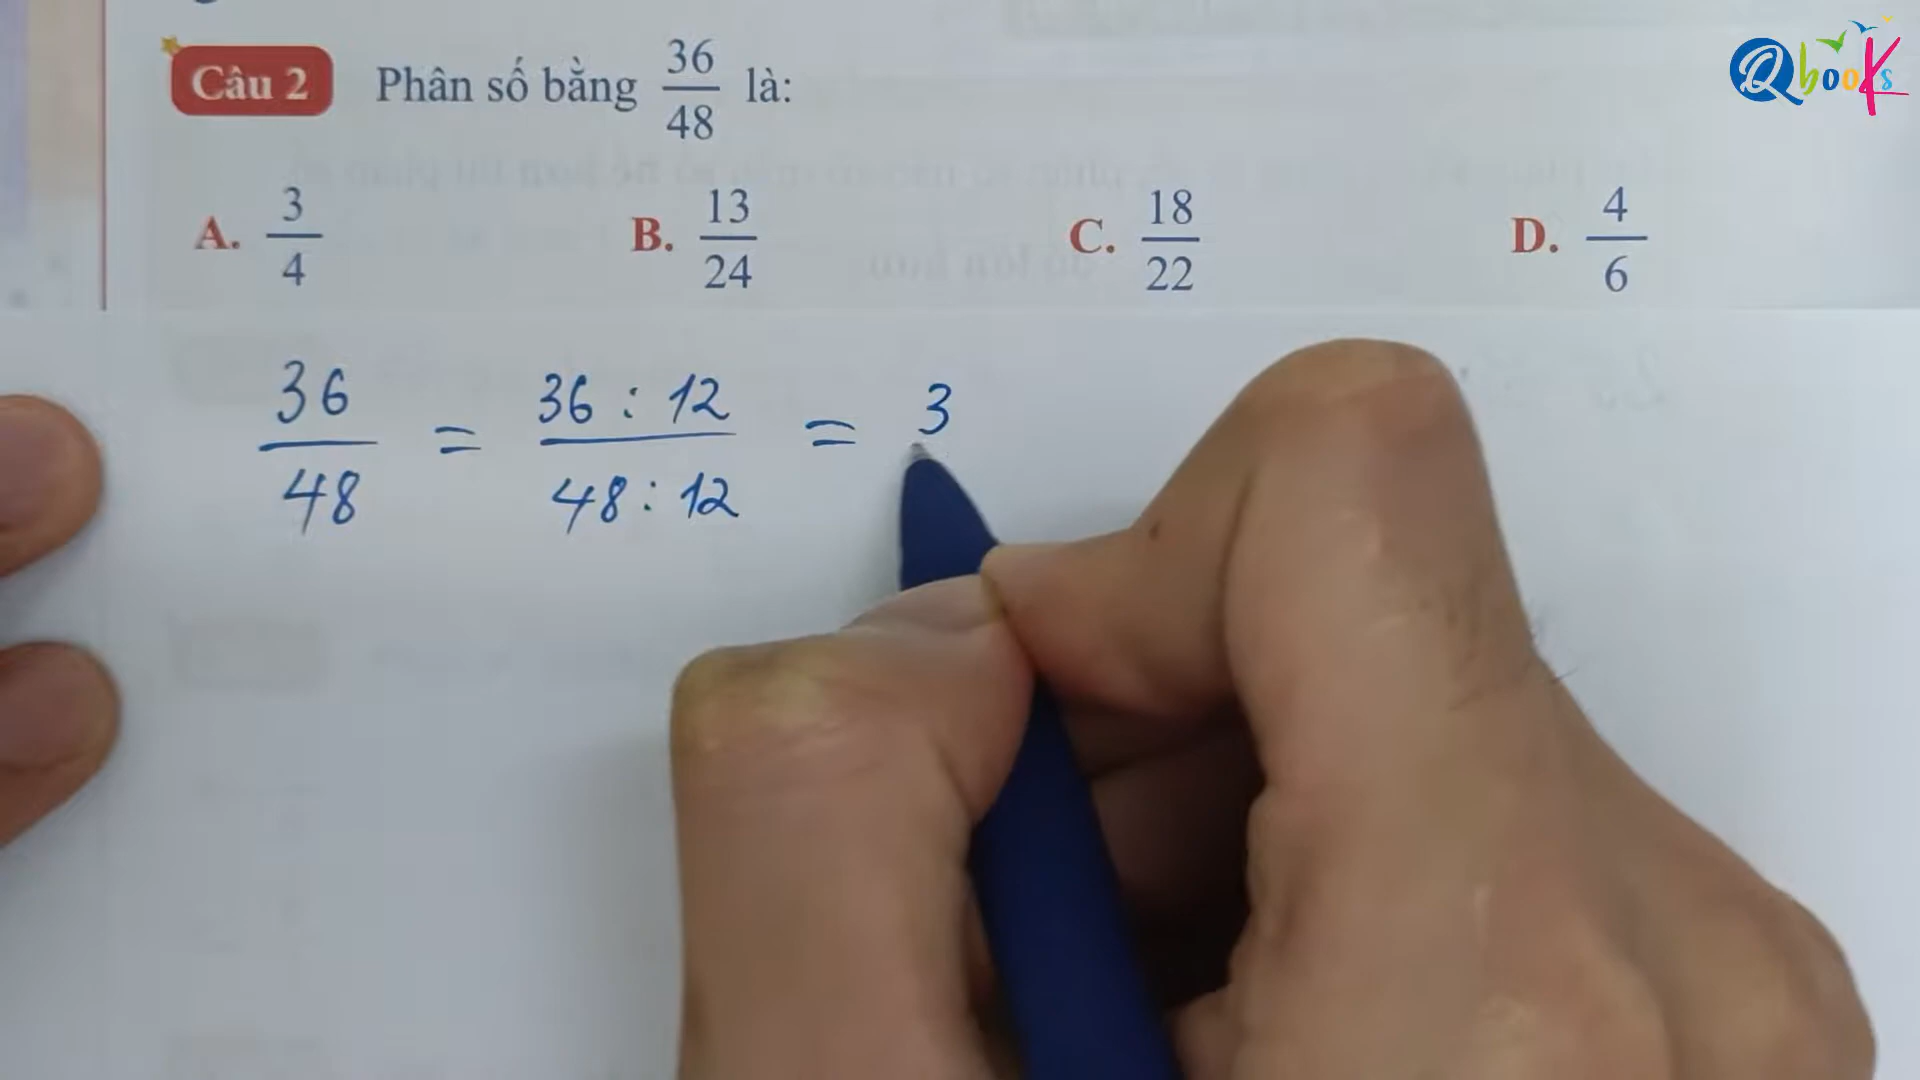 Qbooks
Câu 2 Phân số bằng 36/48 là:
A. 3/4 B. 13/24 C. 18/22 D. 4/6
36/48 = 36 : 12/48 : 12 = 3